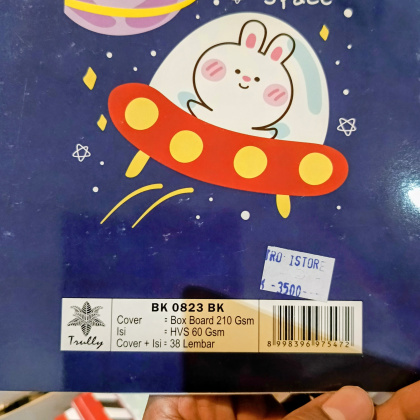 Space
RO ISTORE
-3500-
BK 0823 BK
Cover : Box Board 210 Gsm
Isi : HVS 60 Gsm
Cover + Isi : 38 Lembar
Trully
8 998396 975472